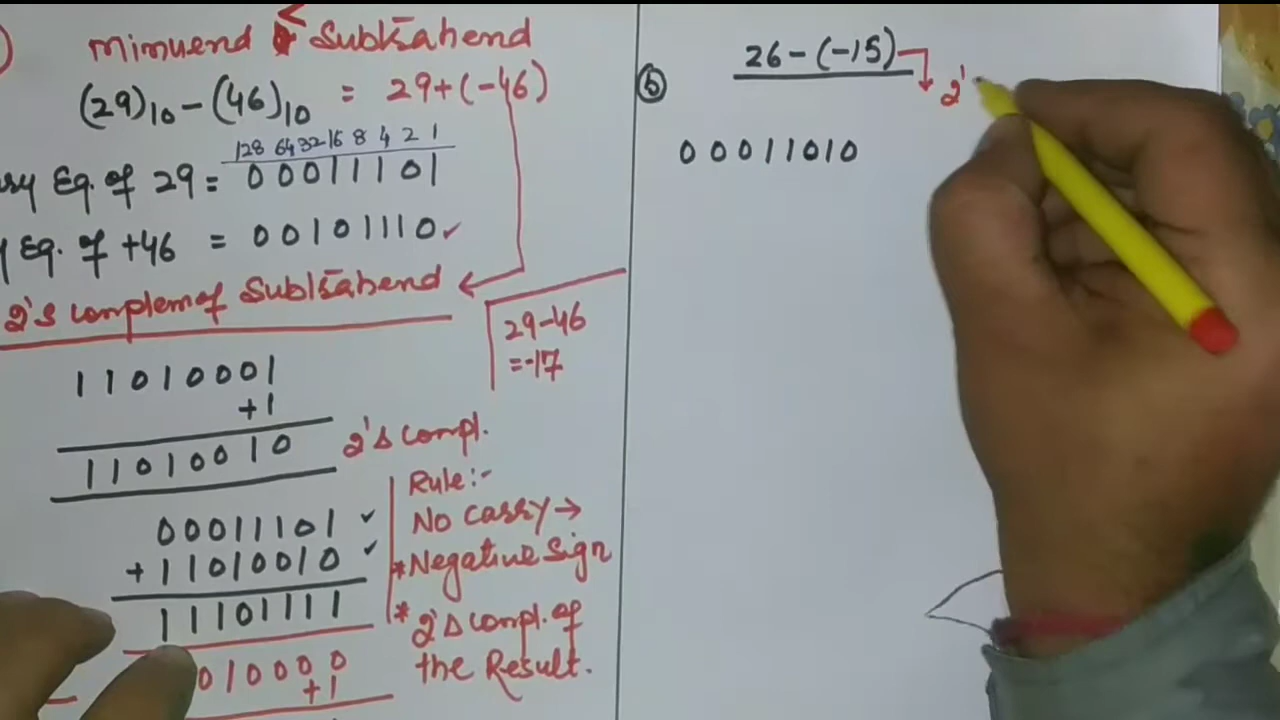 minuend < Subtrahend
(29)10 - (46)10 = 29+(-46)
128 64 32 16 8 4 2 1
Eq. of 29 = 00011101
Eq. of +46 = 00101110 ✓
2's complem of Subtrahend
29-46
=-17
11010001
+1
11010010 2's compl.
Rule:-
No carry →
*Negative Sign
* 2's compl. of
the Result.
00011101 ✓
+11010010 ✓
11101111
010000
+1
(b) 26-(-15)
2'
00011010